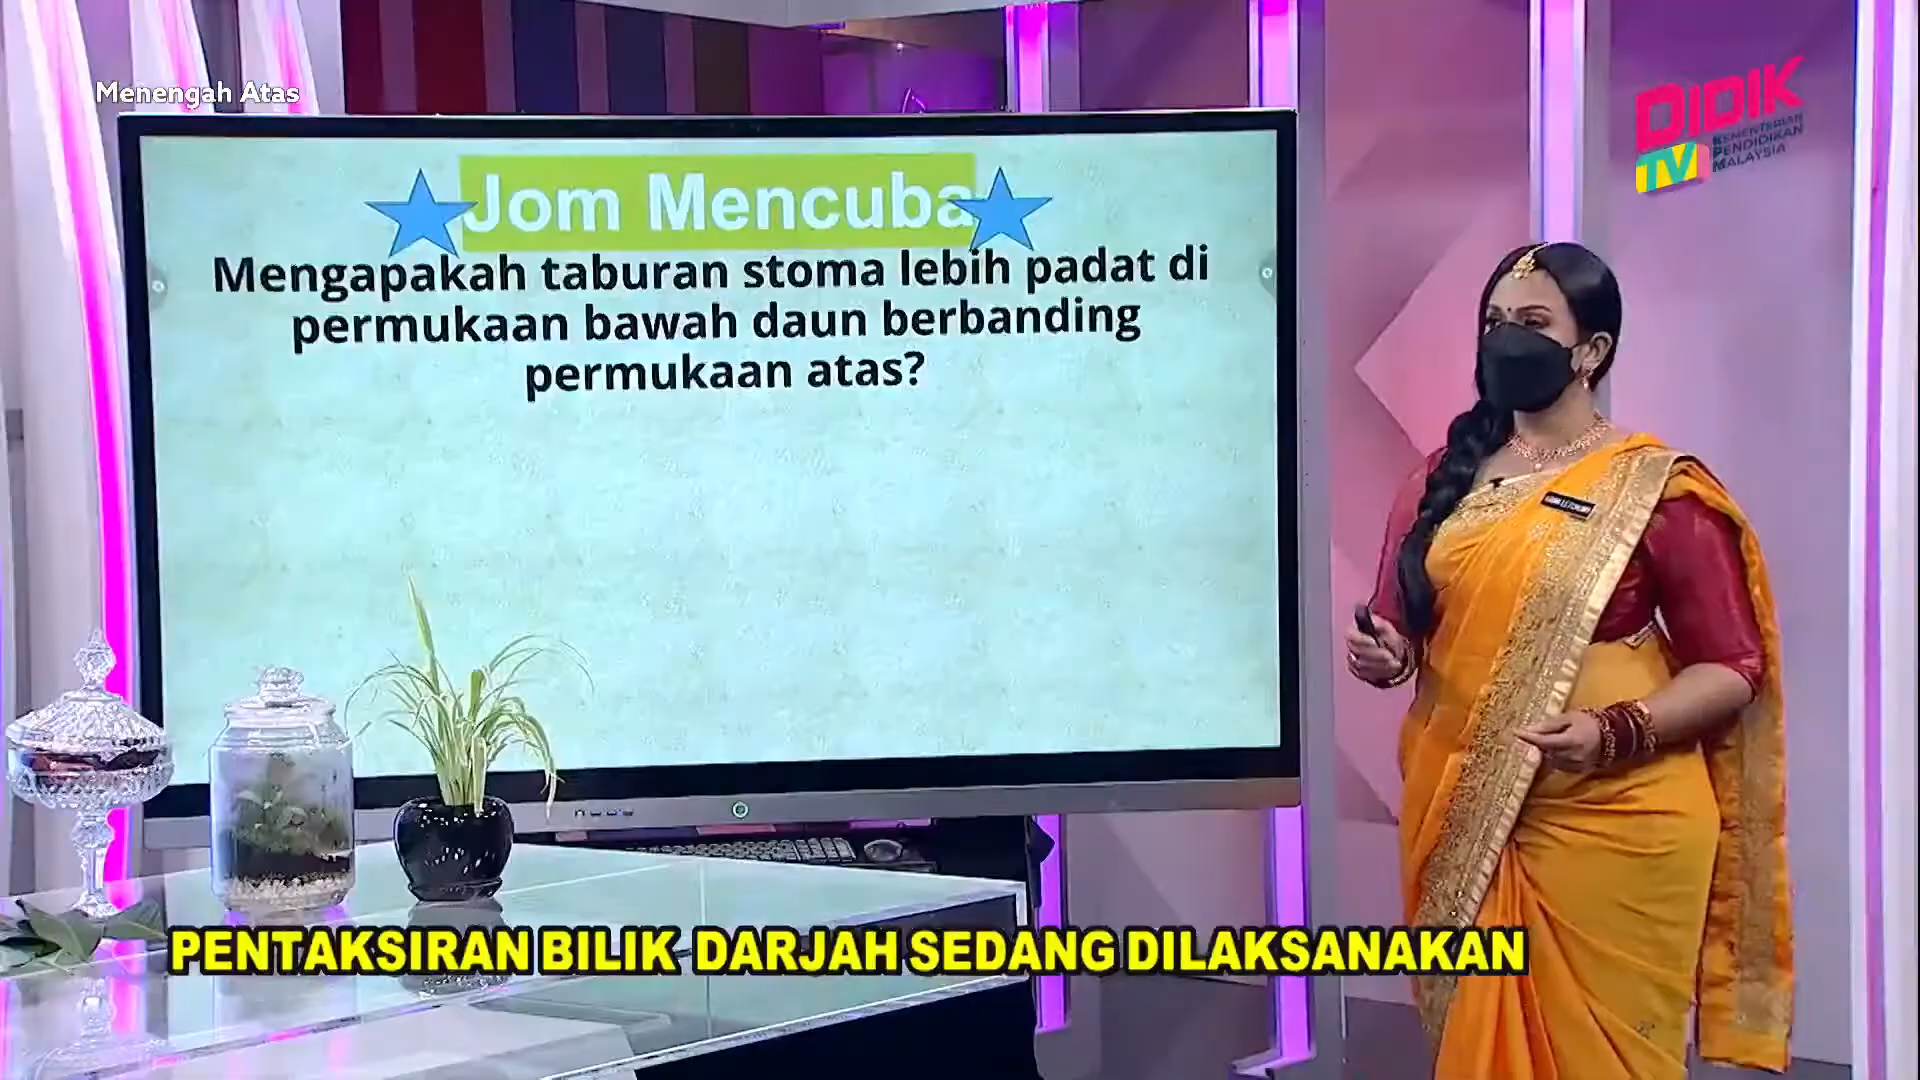 Menengah Atas
DIDIK
TV
KEMENTERIAN
PENDIDIKAN
MALAYSIA
Jom Mencuba
Mengapakah taburan stoma lebih padat di
permukaan bawah daun berbanding
permukaan atas?
PENTAKSIRAN BILIK DARJAH SEDANG DILAKSANAKAN